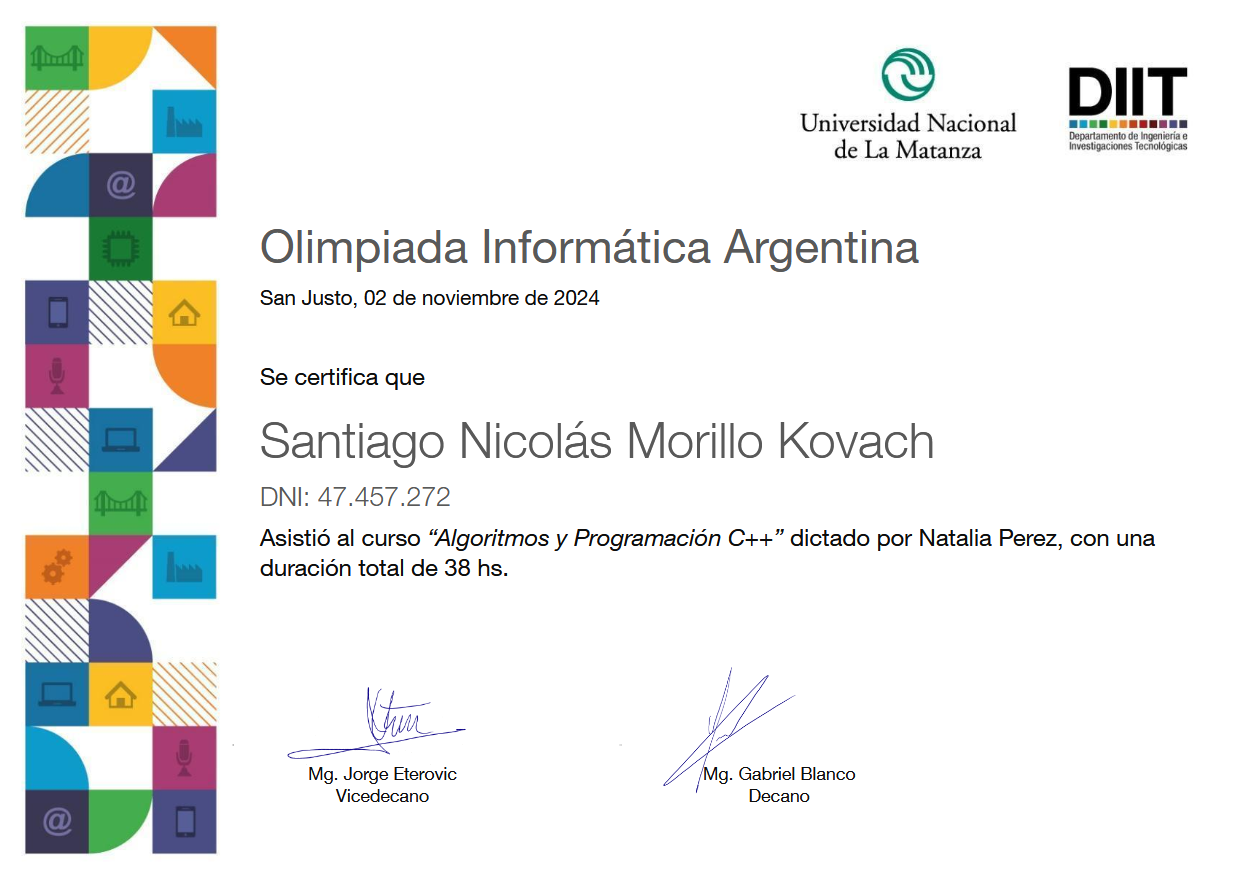 Universidad Nacional
de La Matanza
DIIT
Departamento de Ingeniería e
Investigaciones Tecnológicas
Olimpiada Informática Argentina
San Justo, 02 de noviembre de 2024
Se certifica que
Santiago Nicolás Morillo Kovach
DNI: 47.457.272
Asistió al curso “Algoritmos y Programación C++” dictado por Natalia Perez, con una
duración total de 38 hs.
Mg. Jorge Eterovic
Vicedecano
Mg. Gabriel Blanco
Decano